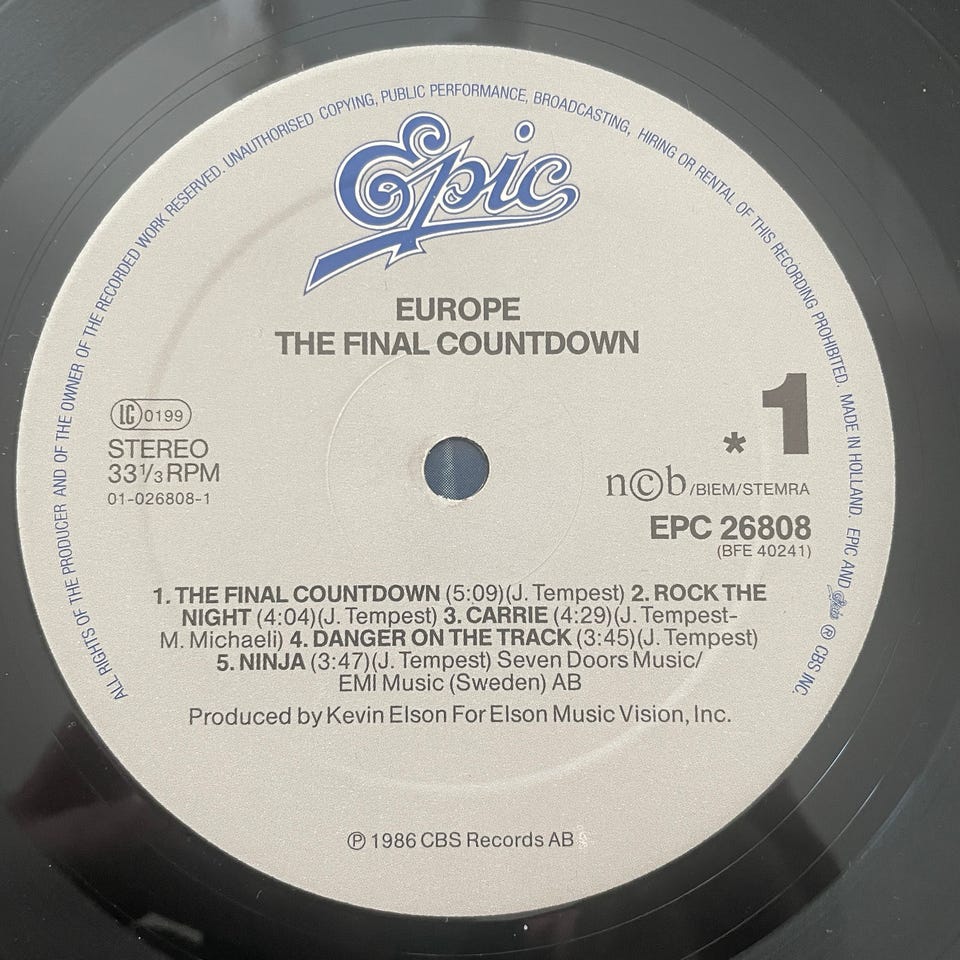 ALL RIGHTS OF THE PRODUCER AND OF THE OWNER OF THE RECORDED WORK RESERVED. UNAUTHORISED COPYING, PUBLIC PERFORMANCE, BROADCASTING, HIRING OR RENTAL OF THIS RECORDING PROHIBITED. MADE IN HOLLAND. EPIC AND Epic ® CBS INC.
Epic
EUROPE
THE FINAL COUNTDOWN
LC 0199
STEREO
33 1/3 RPM
01-026808-1
* 1
n©b/BIEM/STEMRA
EPC 26808
(BFE 40241)
1. THE FINAL COUNTDOWN (5:09)(J. Tempest) 2. ROCK THE
NIGHT (4:04)(J. Tempest) 3. CARRIE (4:29)(J. Tempest–
M. Michaeli) 4. DANGER ON THE TRACK (3:45)(J. Tempest)
5. NINJA (3:47)(J. Tempest) Seven Doors Music/
EMI Music (Sweden) AB
Produced by Kevin Elson For Elson Music Vision, Inc.
℗ 1986 CBS Records AB